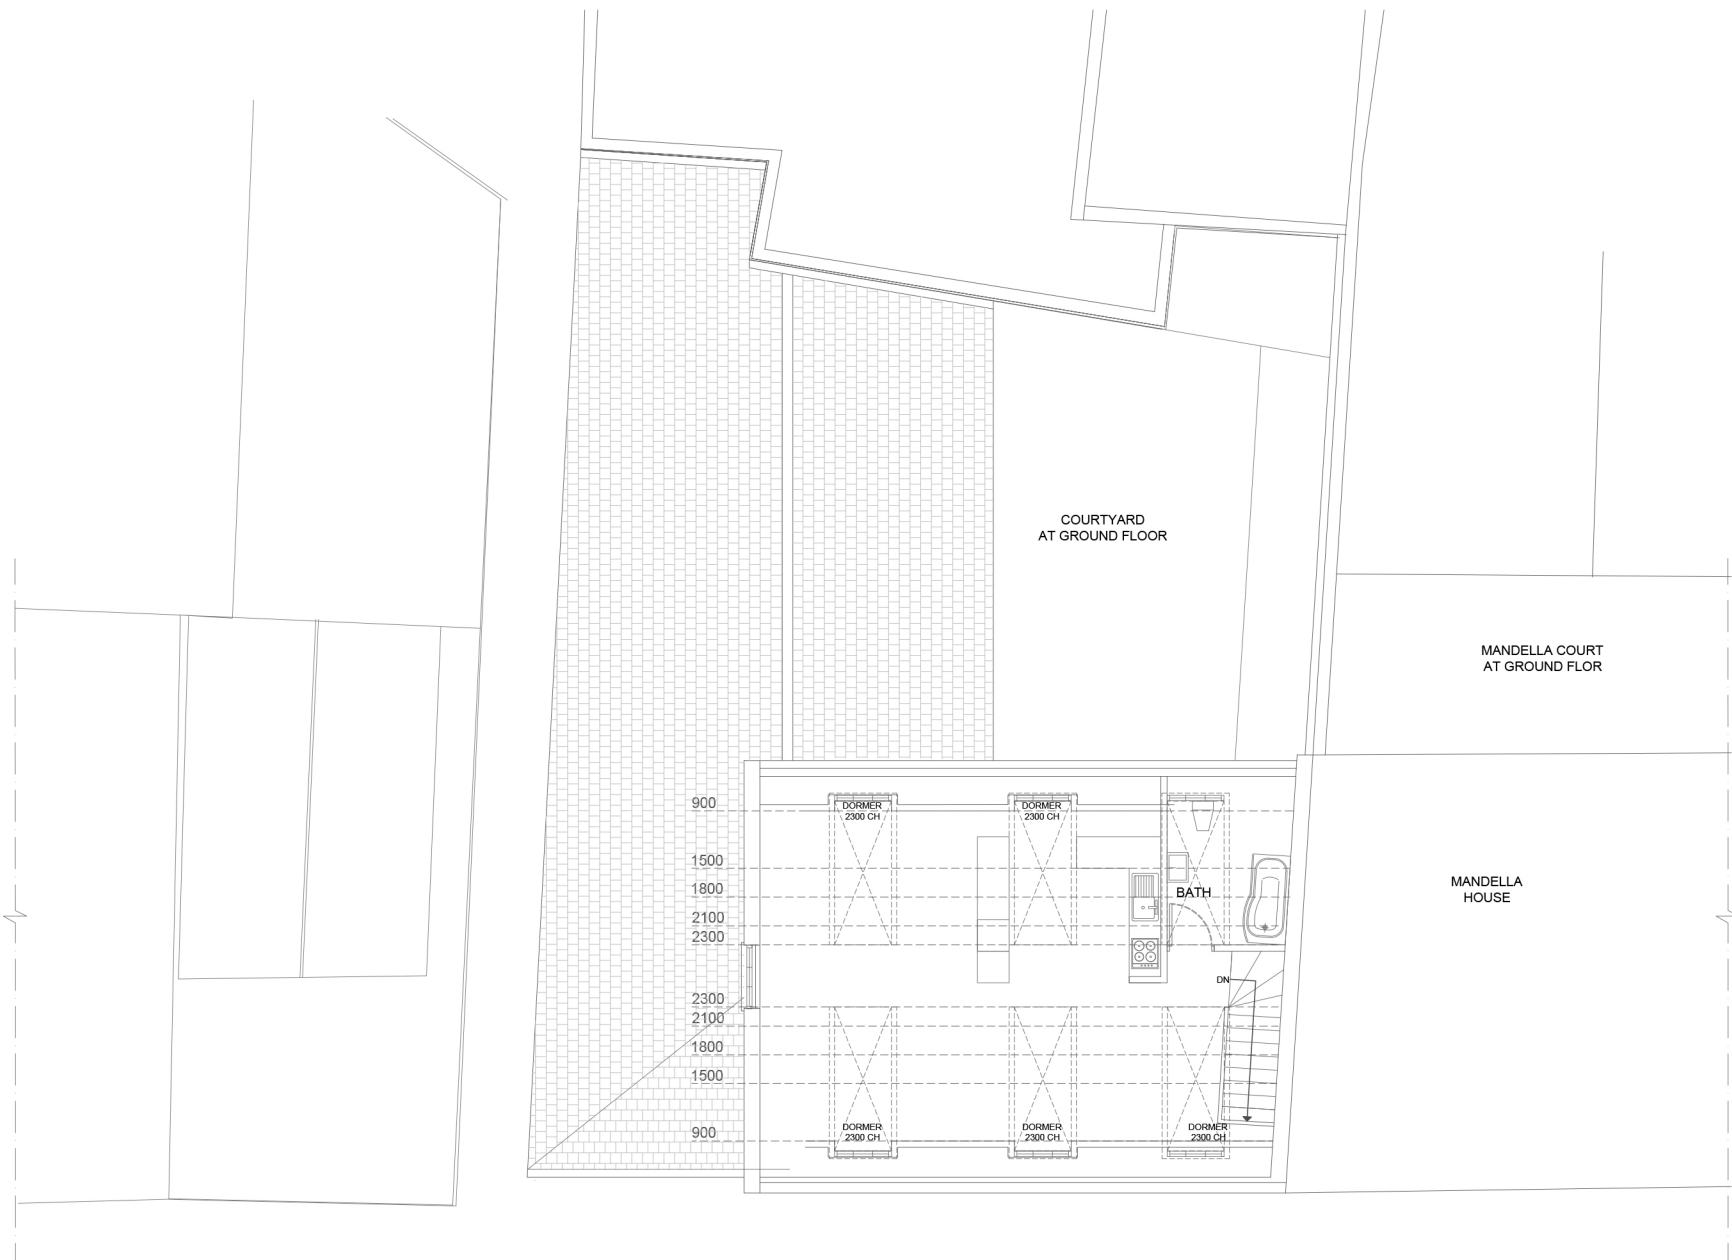 COURTYARD
AT GROUND FLOOR
MANDELLA COURT
AT GROUND FLOR
900
DORMER
2300 CH
DORMER
2300 CH
1500
1800
BATH
MANDELLA
HOUSE
2100
2300
DN
2300
2100
1800
1500
900
DORMER
2300 CH
DORMER
2300 CH
DORMER
2300 CH